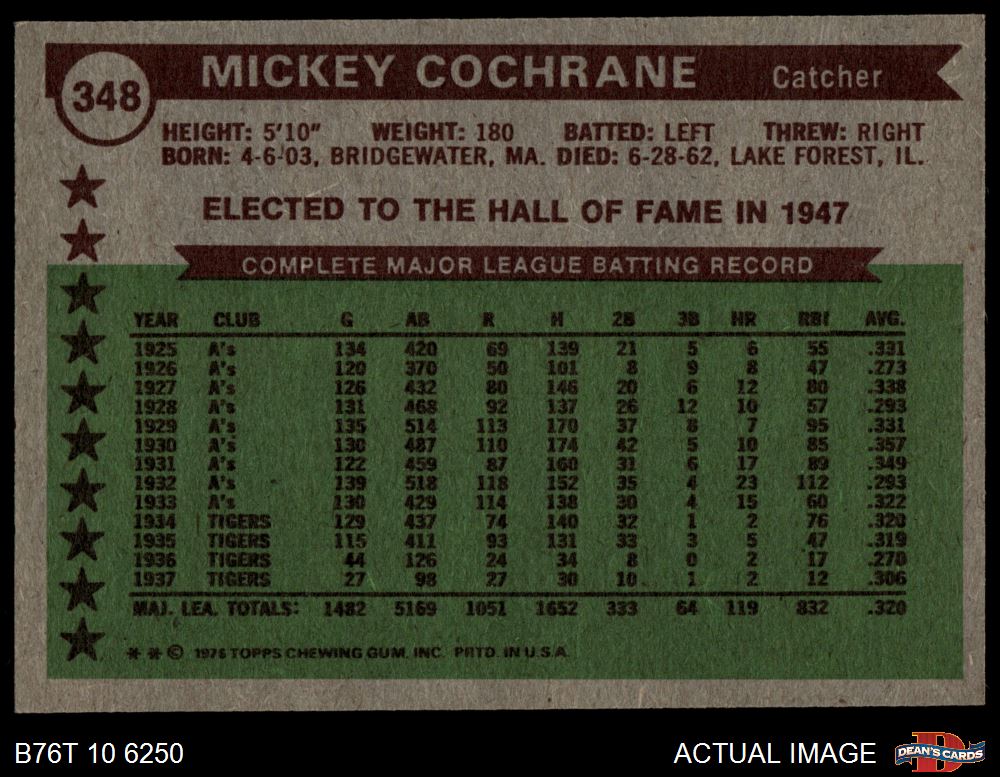 348
MICKEY COCHRANE Catcher
HEIGHT: 5'10" WEIGHT: 180 BATTED: LEFT THREW: RIGHT
BORN: 4-6-03, BRIDGEWATER, MA. DIED: 6-28-62, LAKE FOREST, IL.
ELECTED TO THE HALL OF FAME IN 1947
COMPLETE MAJOR LEAGUE BATTING RECORD
YEAR CLUB G AB R H 2B 3B HR RBI AVG.
1925 A's 134 420 69 139 21 5 6 55 .331
1926 A's 120 370 50 101 8 9 8 47 .273
1927 A's 126 432 80 146 20 6 12 80 .338
1928 A's 131 468 92 137 26 12 10 57 .293
1929 A's 135 514 113 170 37 8 7 95 .331
1930 A's 130 487 110 174 42 5 10 85 .357
1931 A's 122 459 87 160 31 6 17 89 .349
1932 A's 139 518 118 152 35 4 23 112 .293
1933 A's 130 429 114 138 30 4 15 60 .322
1934 TIGERS 129 437 74 140 32 1 2 76 .320
1935 TIGERS 115 411 93 131 33 3 5 47 .319
1936 TIGERS 44 126 24 34 8 0 2 17 .270
1937 TIGERS 27 98 27 30 10 1 2 12 .306
MAJ. LEA. TOTALS: 1482 5169 1051 1652 333 64 119 832 .320
* * © 1976 TOPPS CHEWING GUM, INC. PRTD. IN U.S.A.
B76T 10 6250 ACTUAL IMAGE DEAN'S CARDS